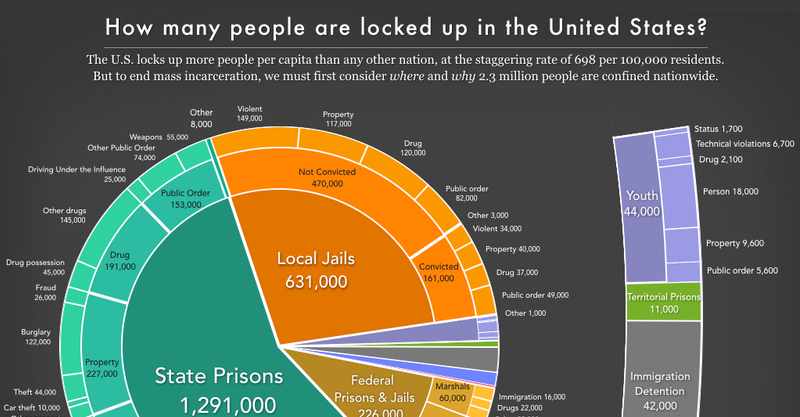 How many people are locked up in the United States?
The U.S. locks up more people per capita than any other nation, at the staggering rate of 698 per 100,000 residents.
But to end mass incarceration, we must first consider where and why 2.3 million people are confined nationwide.
Other
8,000
Weapons 55,000
Other Public Order
74,000
Driving Under the Influence
25,000
Other drugs
145,000
Drug possession
45,000
Fraud
26,000
Burglary
122,000
Theft 44,000
Car theft 10,000
Public Order
153,000
Drug
191,000
Property
227,000
State Prisons
1,291,000
Violent
149,000
Property
117,000
Drug
120,000
Public order
82,000
Other 3,000
Not Convicted
470,000
Local Jails
631,000
Convicted
161,000
Violent 34,000
Property 40,000
Drug 37,000
Public order 49,000
Other 1,000
Federal
Prisons & Jails
226,000
Marshals
60,000
Immigration 16,000
Drugs 22,000
Youth
44,000
Status 1,700
Technical violations 6,700
Drug 2,100
Person 18,000
Property 9,600
Public order 5,600
Territorial Prisons
11,000
Immigration
Detention
42,000